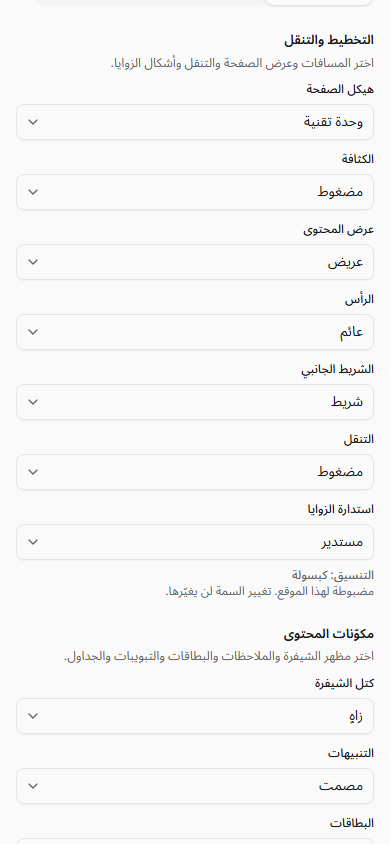 التخطيط والتنقل
اختر المسافات وعرض الصفحة والتنقل وأشكال الزوايا.
هيكل الصفحة
وحدة تقنية
الكثافة
مضغوط
عرض المحتوى
عريض
الرأس
عائم
الشريط الجانبي
شريط
التنقل
مضغوط
استدارة الزوايا
مستدير
التنسيق: كبسولة
مضبوطة لهذا الموقع. تغيير السمة لن يغيّرها.
مكوّنات المحتوى
اختر مظهر الشيفرة والملاحظات والبطاقات والتبويبات والجداول.
كتل الشيفرة
زاهٍ
التنبيهات
مصمت
البطاقات